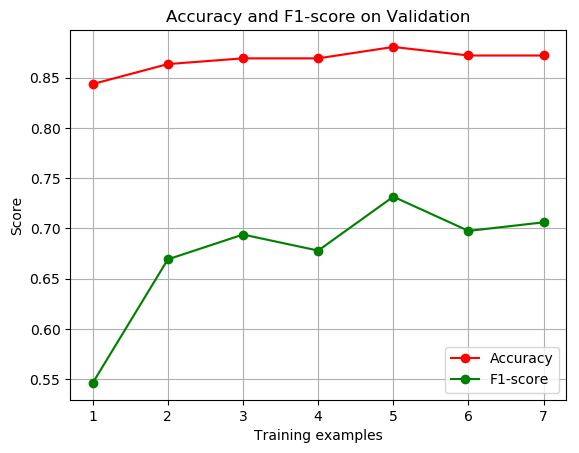 Accuracy and F1-score on Validation
Score
0.85
0.80
0.75
0.70
0.65
0.60
0.55
Accuracy
F1-score
1 2 3 4 5 6 7
Training examples